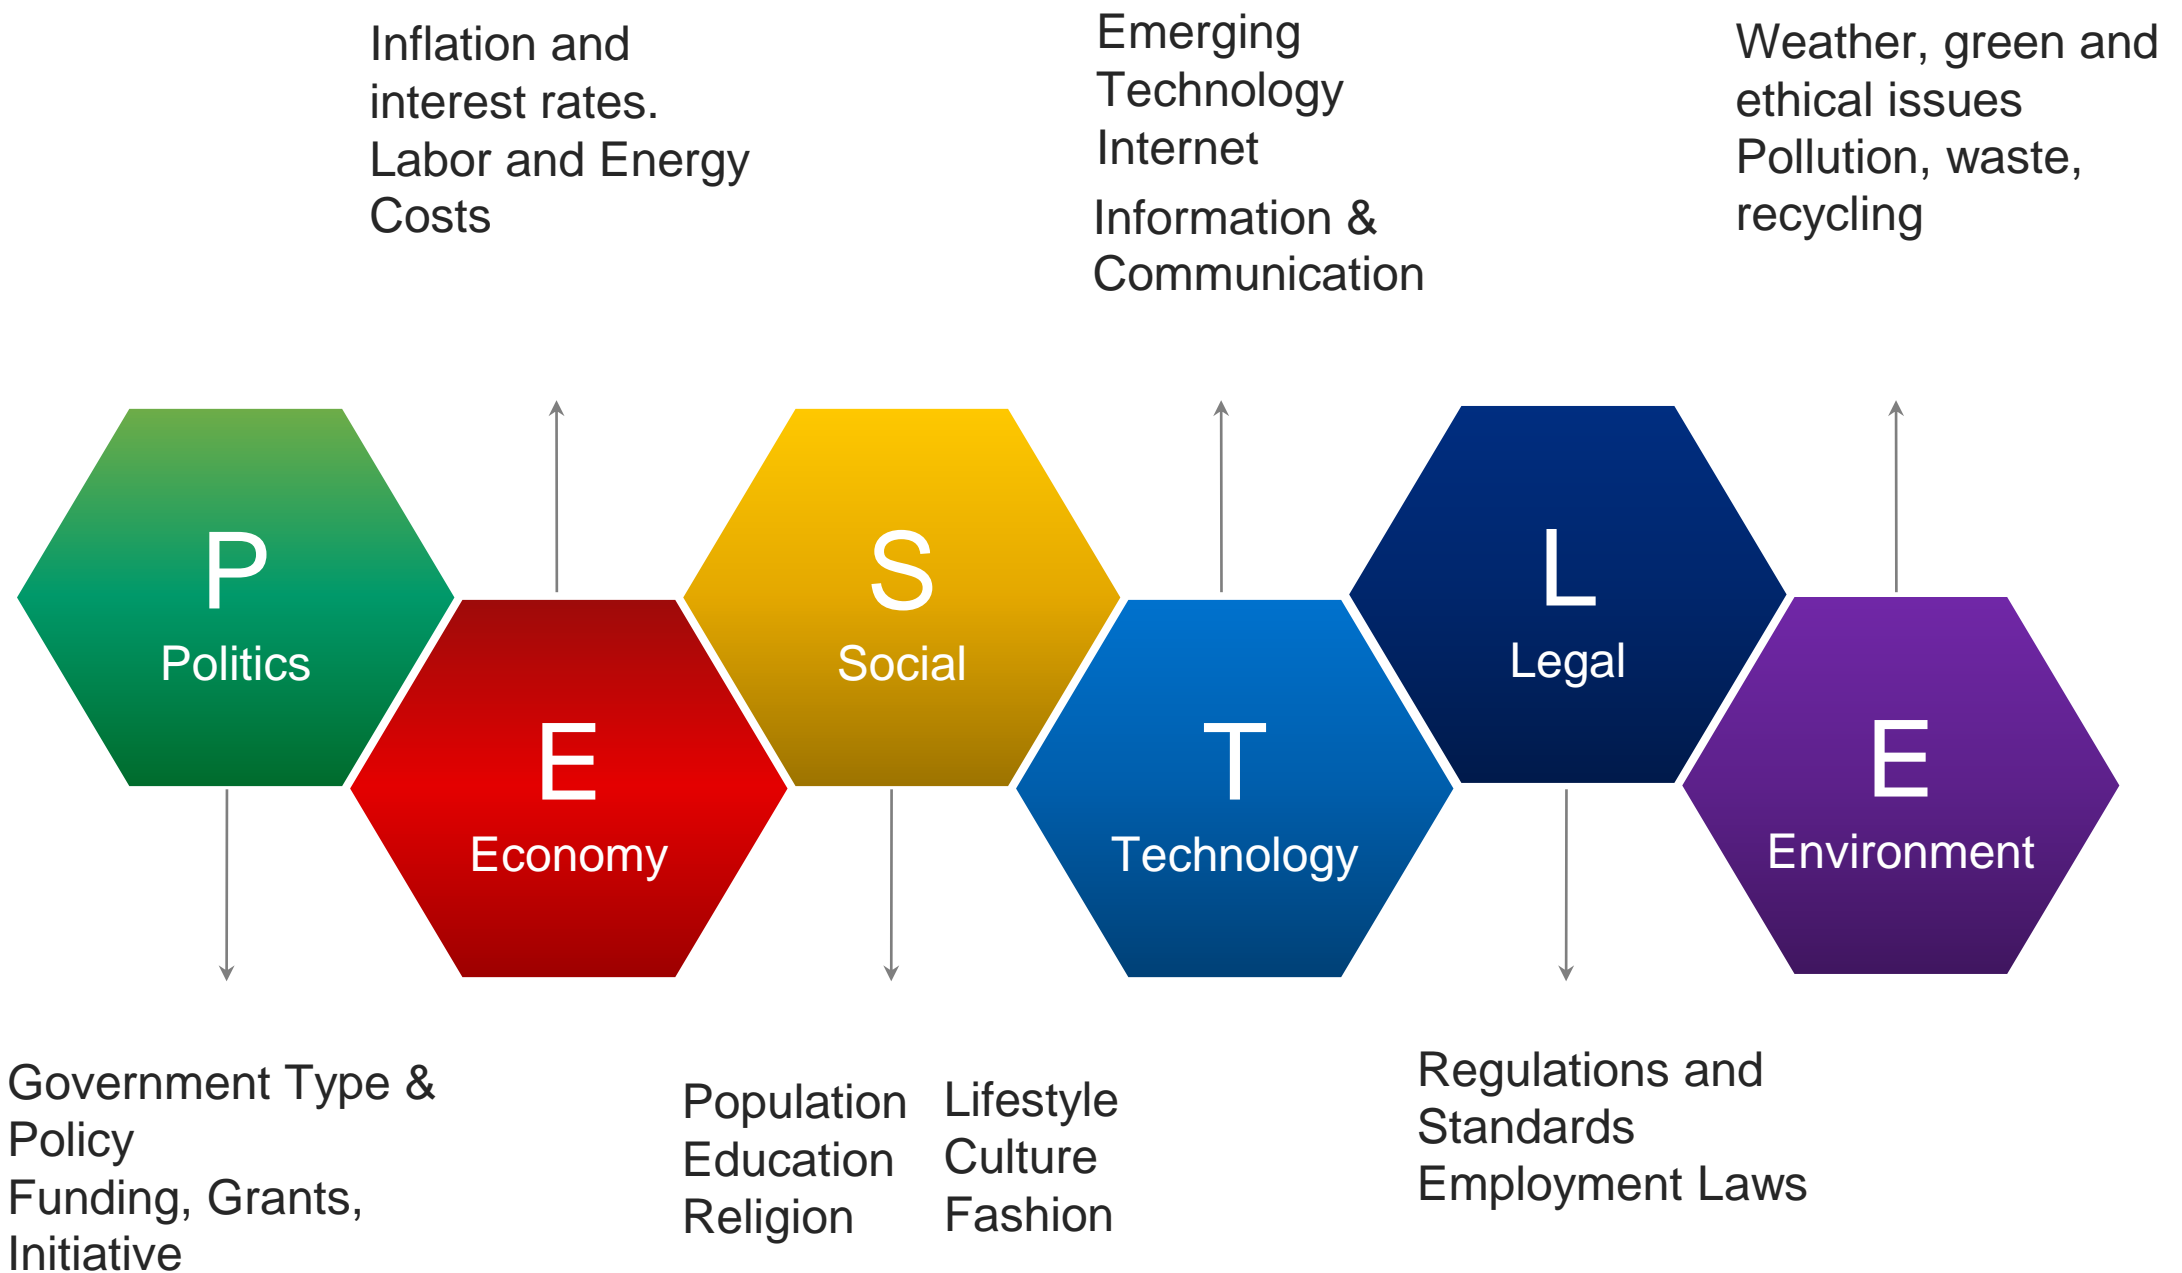 Inflation and
interest rates.
Labor and Energy
Costs
Emerging
Technology
Internet
Information &
Communication
Weather, green and
ethical issues
Pollution, waste,
recycling
P
Politics
E
Economy
S
Social
T
Technology
L
Legal
E
Environment
Government Type &
Policy
Funding, Grants,
Initiative
Population
Education
Religion
Lifestyle
Culture
Fashion
Regulations and
Standards
Employment Laws